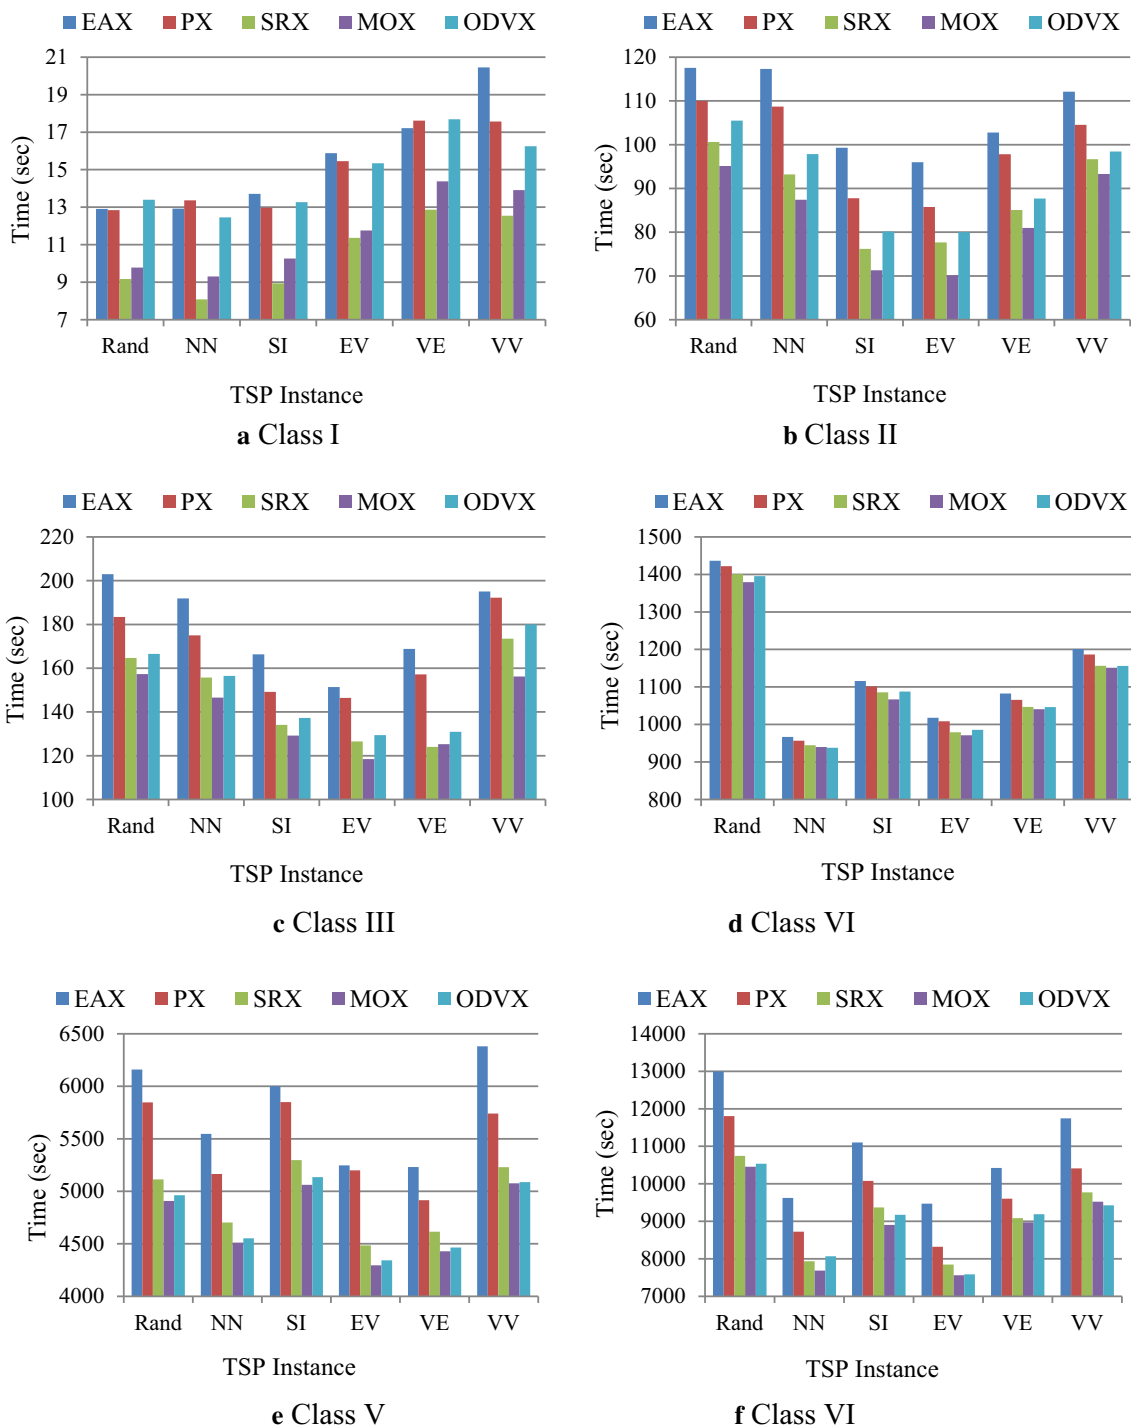 EAX PX SRX MOX ODVX
21
19
17
15
13
11
9
7
Time (sec)
Rand NN SI EV VE VV
TSP Instance
a Class I
EAX PX SRX MOX ODVX
120
110
100
90
80
70
60
Time (sec)
Rand NN SI EV VE VV
TSP Instance
b Class II
EAX PX SRX MOX ODVX
220
200
180
160
140
120
100
Time (sec)
Rand NN SI EV VE VV
TSP Instance
c Class III
EAX PX SRX MOX ODVX
1500
1400
1300
1200
1100
1000
900
800
Time (sec)
Rand NN SI EV VE VV
TSP Instance
d Class VI
EAX PX SRX MOX ODVX
6500
6000
5500
5000
4500
4000
Time (sec)
Rand NN SI EV VE VV
TSP Instance
e Class V
EAX PX SRX MOX ODVX
14000
13000
12000
11000
10000
9000
8000
7000
Time (sec)
Rand NN SI EV VE VV
TSP Instance
f Class VI